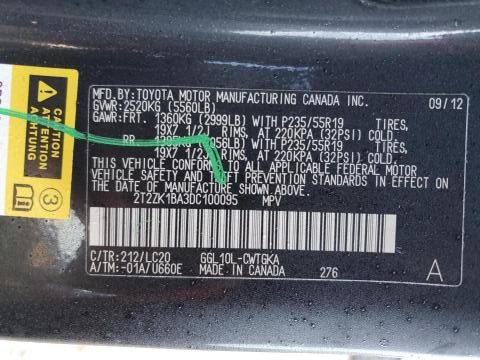 MFD.BY: TOYOTA MOTOR MANUFACTURING CANADA INC. 09/12
GVWR: 2520KG (5560LB)
GAWR: FRT. 1360KG (2999LB) WITH P235/55R19 TIRES,
19X7 1/2J RIMS, AT 220KPA (32PSI) COLD.
RR. WITH P235/55R19 TIRES,
19X7 1/2J RIMS, AT 220KPA (32PSI) COLD.
THIS VEHICLE CONFORMS TO ALL APPLICABLE FEDERAL MOTOR
VEHICLE SAFETY AND THEFT PREVENTION STANDARDS IN EFFECT ON
THE DATE OF MANUFACTURE SHOWN ABOVE.
2T2ZK1BA3DC100095 MPV
C/TR: 212/LC20 GGL10L-CWTGKA
A/TM: -01A/U660E MADE IN CANADA 276 A
CAUTION
ATTENTION
ACHTUNG
3